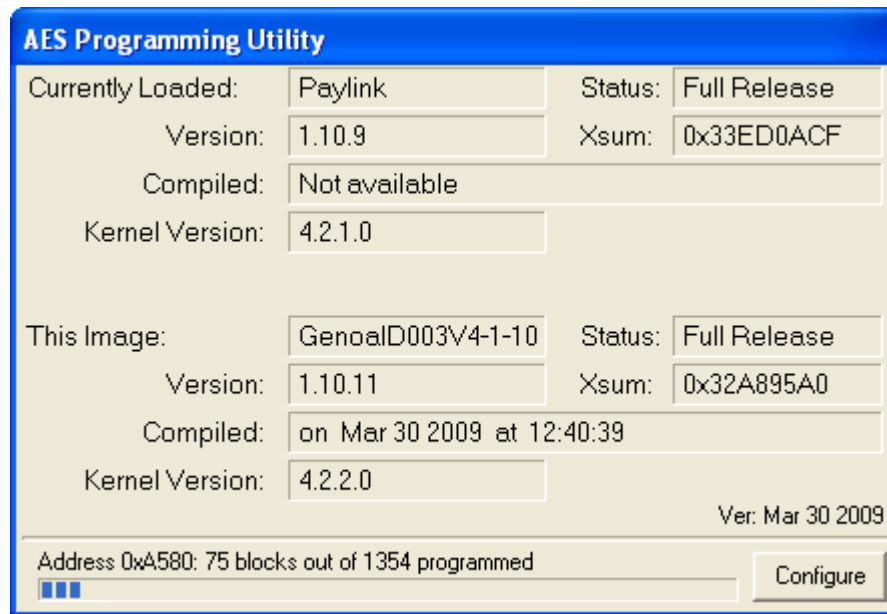 AES Programming Utility
Currently Loaded: Paylink Status: Full Release
Version: 1.10.9 Xsum: 0x33ED0ACF
Compiled: Not available
Kernel Version: 4.2.1.0
This Image: GenoaID003V4-1-10 Status: Full Release
Version: 1.10.11 Xsum: 0x32A895A0
Compiled: on Mar 30 2009 at 12:40:39
Kernel Version: 4.2.2.0
Ver: Mar 30 2009
Address 0xA580: 75 blocks out of 1354 programmed
Configure